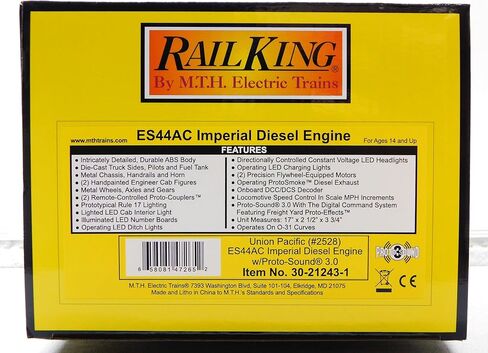 RAILKING®
By M.T.H. Electric Trains
www.mthtrains.com
ES44AC Imperial Diesel Engine
For Ages 14 and Up
FEATURES
• Intricately Detailed, Durable ABS Body
• Die-Cast Truck Sides, Pilots and Fuel Tank
• Metal Chassis, Handrails and Horn
• (2) Handpainted Engineer Cab Figures
• Metal Wheels, Axles and Gears
• (2) Remote-Controlled Proto-Couplers™
• Prototypical Rule 17 Lighting
• Lighted LED Cab Interior Light
• Illuminated LED Number Boards
• Operating LED Ditch Lights
• Directionally Controlled Constant Voltage LED Headlights
• Operating LED Charging Lights
• (2) Precision Flywheel-Equipped Motors
• Operating ProtoSmoke™ Diesel Exhaust
• Onboard DCC/DCS Decoder
• Locomotive Speed Control In Scale MPH Increments
• Proto-Sound® 3.0 With The Digital Command System
Featuring Freight Yard Proto-Effects™
• Unit Measures: 17" x 2 1/2" x 3 3/4"
• Operates On O-31 Curves
6 58081 47265 2
Union Pacific (#2528)
ES44AC Imperial Diesel Engine
w/Proto-Sound® 3.0
Item No. 30-21243-1
PROTO 3 SOUND
CE
M.T.H. Electric Trains® 7393 Washington Blvd, Suite 101-104, Elkridge, MD 21075
Made and Litho in China to M.T.H.'s Standards and Specifications